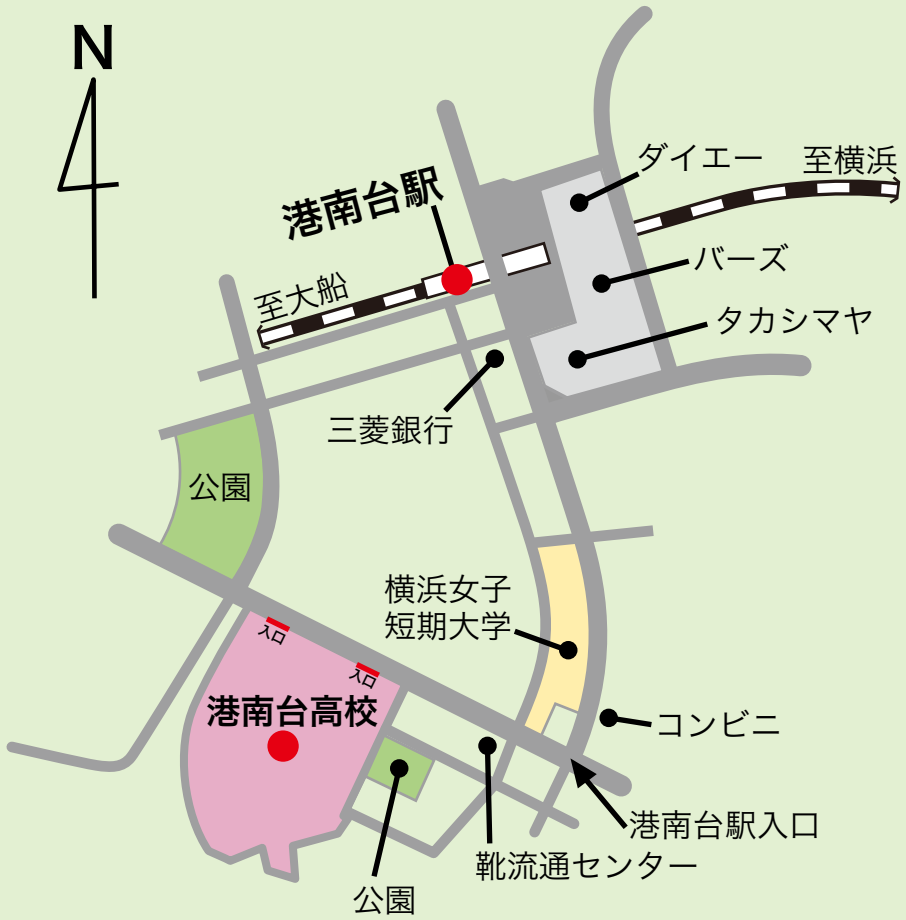 N
ダイエー
至横浜
港南台駅
バーズ
至大船
タカシマヤ
三菱銀行
公園
横浜女子
短期大学
入口
入口
港南台高校
コンビニ
港南台駅入口
靴流通センター
公園